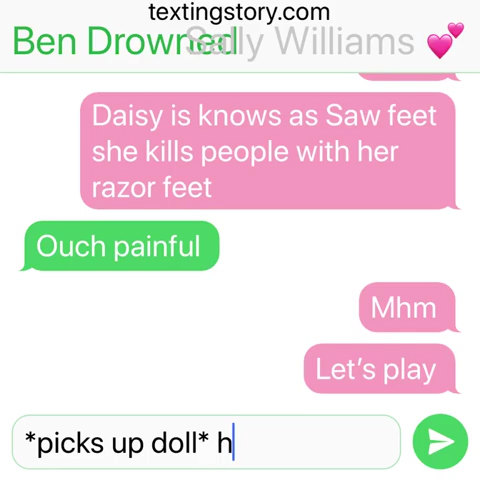 textingstory.com
Ben Drowned Sally Williams 💕
Daisy is knows as Saw feet
she kills people with her
razor feet
Ouch painful
Mhm
Let's play
*picks up doll* h